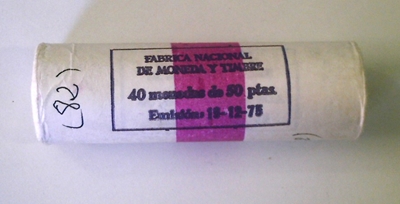 FABRICA NACIONAL
DE MONEDA Y TIMBRE
40 monedas de 50 ptas.
Emisión: 18-12-75
(82)